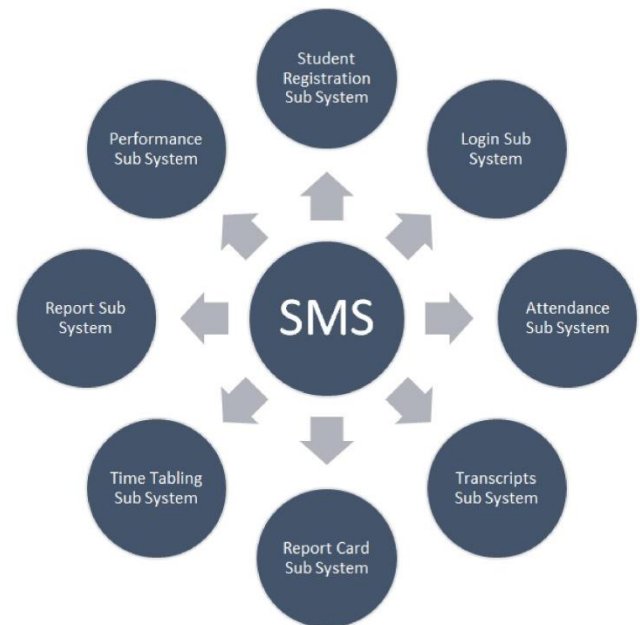 Student
Registration
Sub System
Login Sub
System
Attendance
Sub System
Transcripts
Sub System
Report Card
Sub System
Time Tabling
Sub System
Report Sub
System
Performance
Sub System
SMS